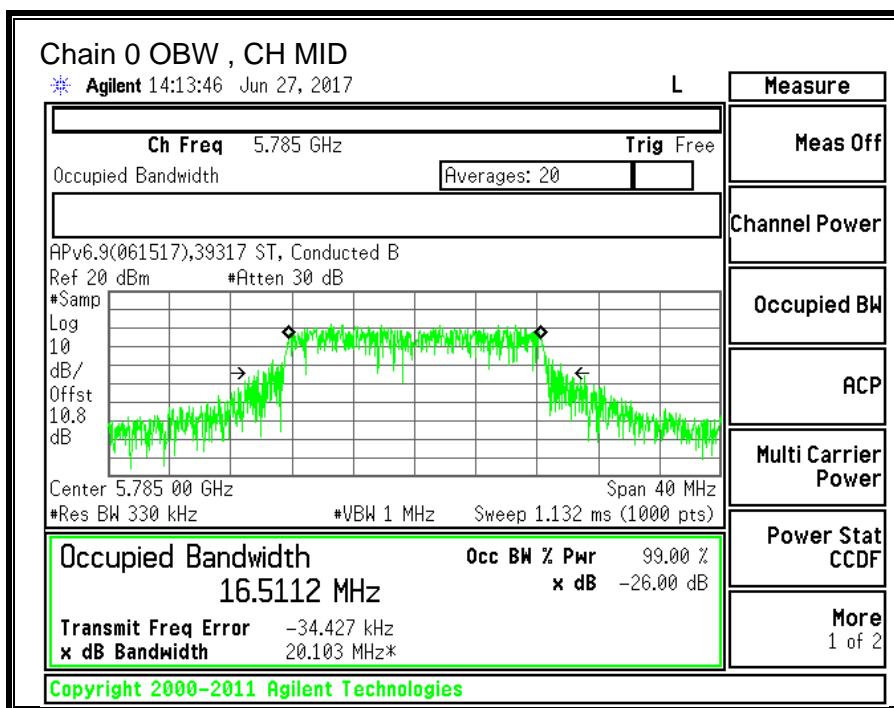 Chain 0 OBW , CH MID
Agilent 14:13:46 Jun 27, 2017 L
Measure
Ch Freq 5.785 GHz Trig Free
Occupied Bandwidth Averages: 20
APv6.9(061517),39317 ST, Conducted B
Ref 20 dBm #Atten 30 dB
#Samp
Log
10
dB/
Offst
10.8
dB
Center 5.785 00 GHz Span 40 MHz
#Res BW 330 kHz #VBW 1 MHz Sweep 1.132 ms (1000 pts)
Occupied Bandwidth
16.5112 MHz
Occ BW % Pwr 99.00 %
x dB -26.00 dB
Transmit Freq Error -34.427 kHz
x dB Bandwidth 20.103 MHz*
Meas Off
Channel Power
Occupied BW
ACP
Multi Carrier
Power
Power Stat
CCDF
More
1 of 2
Copyright 2000-2011 Agilent Technologies